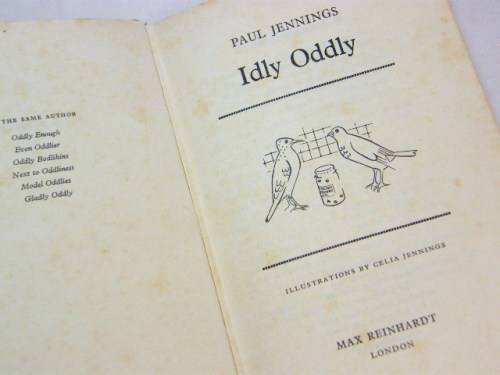 THE SAME AUTHOR
Oddly Enough
Even Oddlier
Oddly Bodlikins
Next to Oddliness
Model Oddlies
Gladly Oddly
PAUL JENNINGS
Idly Oddly
ILLUSTRATIONS BY CELIA JENNINGS
MAX REINHARDT
LONDON